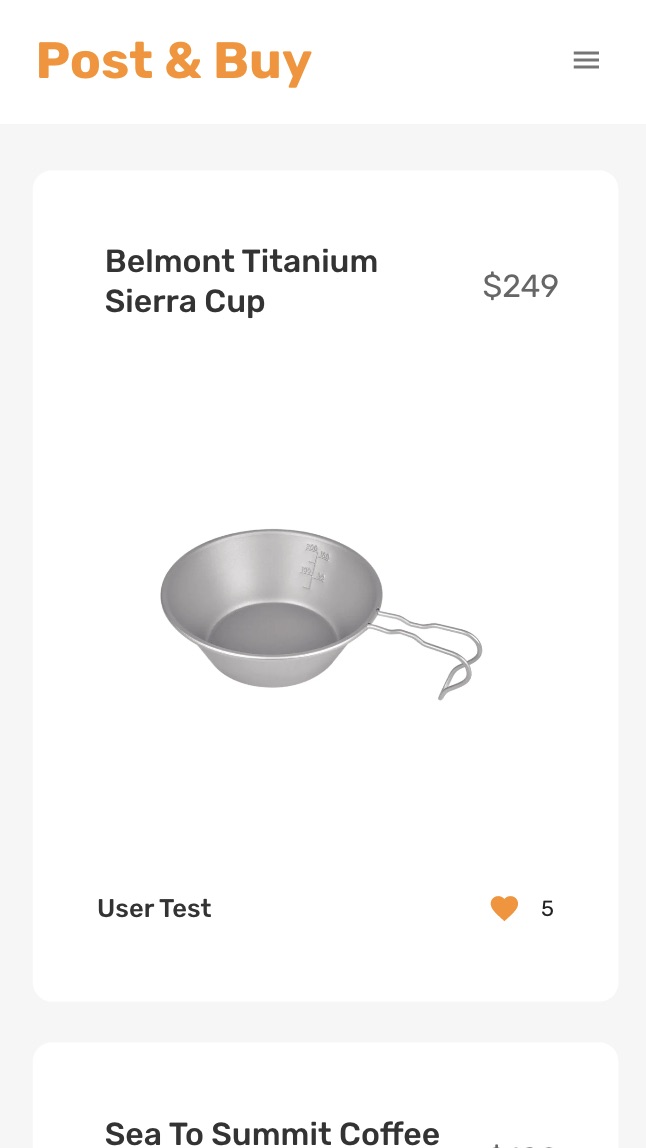 Post & Buy
Belmont Titanium
Sierra Cup
$249
User Test
5
Sea To Summit Coffee